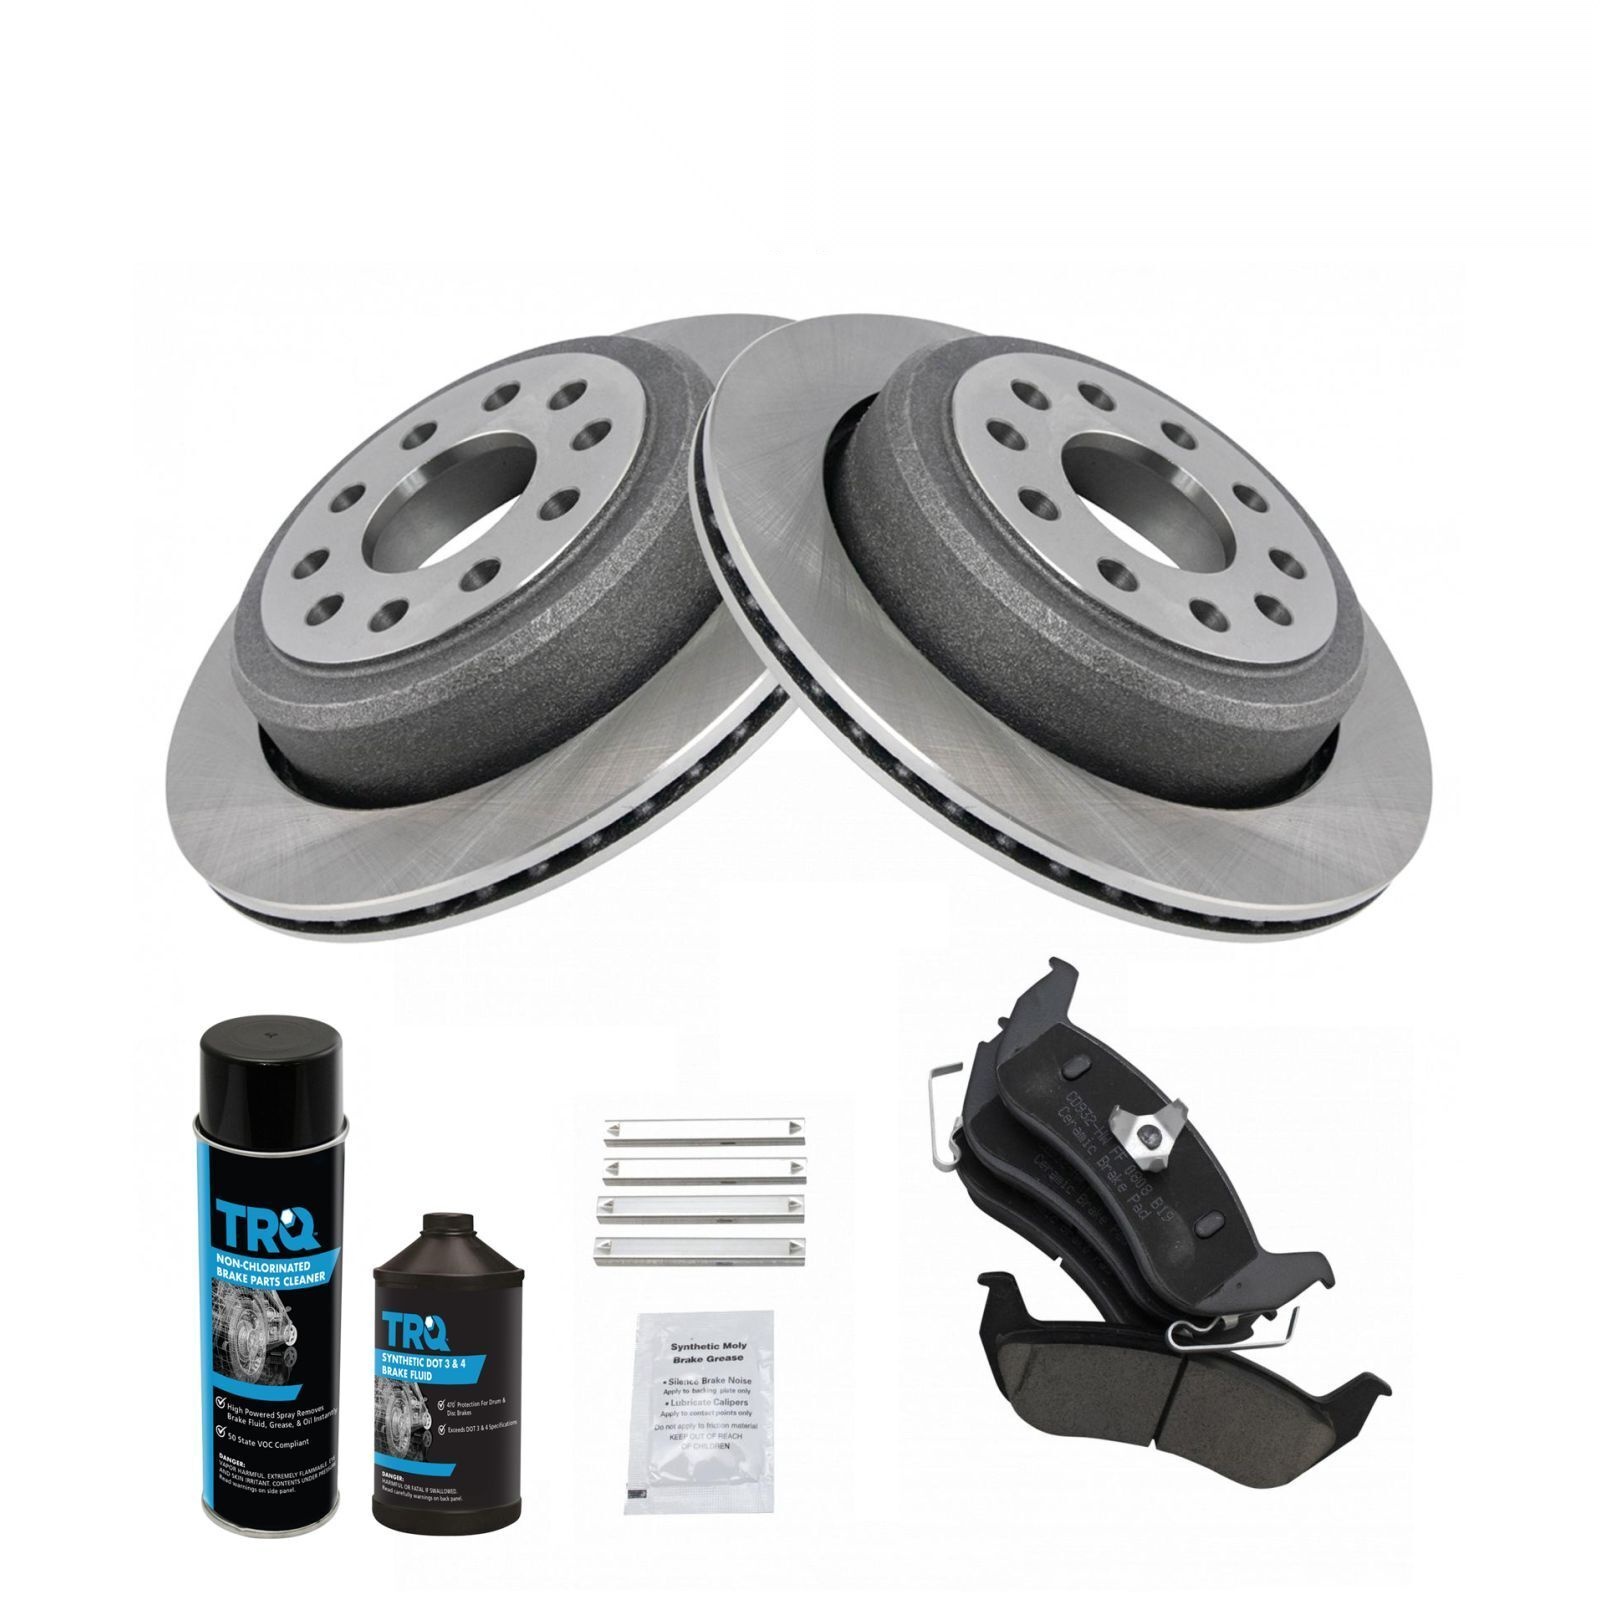 TRQ
NON-CHLORINATED
BRAKE PARTS CLEANER
High Powered Spray Removes
Brake Fluid, Grease, & Oil Instantly
50 State VOC Compliant
DANGER:
VAPOR HARMFUL. EXTREMELY FLAMMABLE. EYE
AND SKIN IRRITANT. CONTENTS UNDER PRESSURE.
Read warnings on side panel.
TRQ
SYNTHETIC DOT 3 & 4
BRAKE FLUID
470° Protection For Drum &
Disc Brakes
Exceeds DOT 3 & 4 Specifications
DANGER:
HARMFUL OR FATAL IF SWALLOWED.
Read carefully warnings on back panel.
Synthetic Moly
Brake Grease
• Silence Brake Noise
Apply to backing plate only
• Lubricate Calipers
Apply to contact points only
Do not apply to friction material
KEEP OUT OF REACH
OF CHILDREN
CD932-HW FF 0808 B19
Ceramic Brake Pad
Ceramic Brake